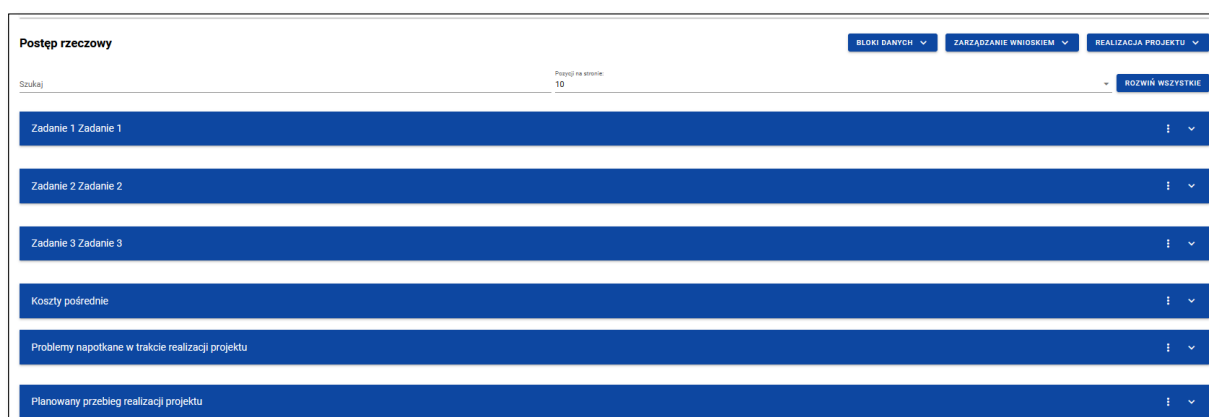 Postęp rzeczowy
BLOKI DANYCH
ZARZĄDZANIE WNIOSKIEM
REALIZACJA PROJEKTU
Szukaj
Pozycji na stronie:
10
ROZWIŃ WSZYSTKIE
Zadanie 1 Zadanie 1
Zadanie 2 Zadanie 2
Zadanie 3 Zadanie 3
Koszty pośrednie
Problemy napotkane w trakcie realizacji projektu
Planowany przebieg realizacji projektu